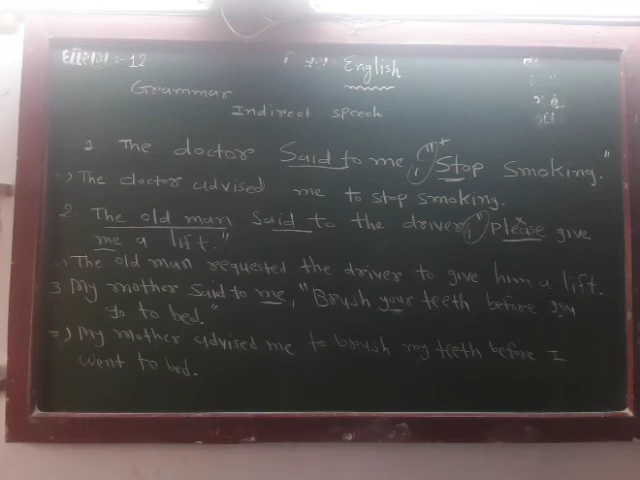 ધોરણ :- 12
English
Grammar
Indirect speech
1 The doctor Said to me, "Stop Smoking."
The doctor advised me to stop smoking.
2. The old man Said to the driver, "please give
me a lift."
The old man requested the driver to give him a lift.
3 My mother Said to me, "Brush your teeth before you
go to bed."
=) My mother advised me to brush my teeth before I
went to bed.